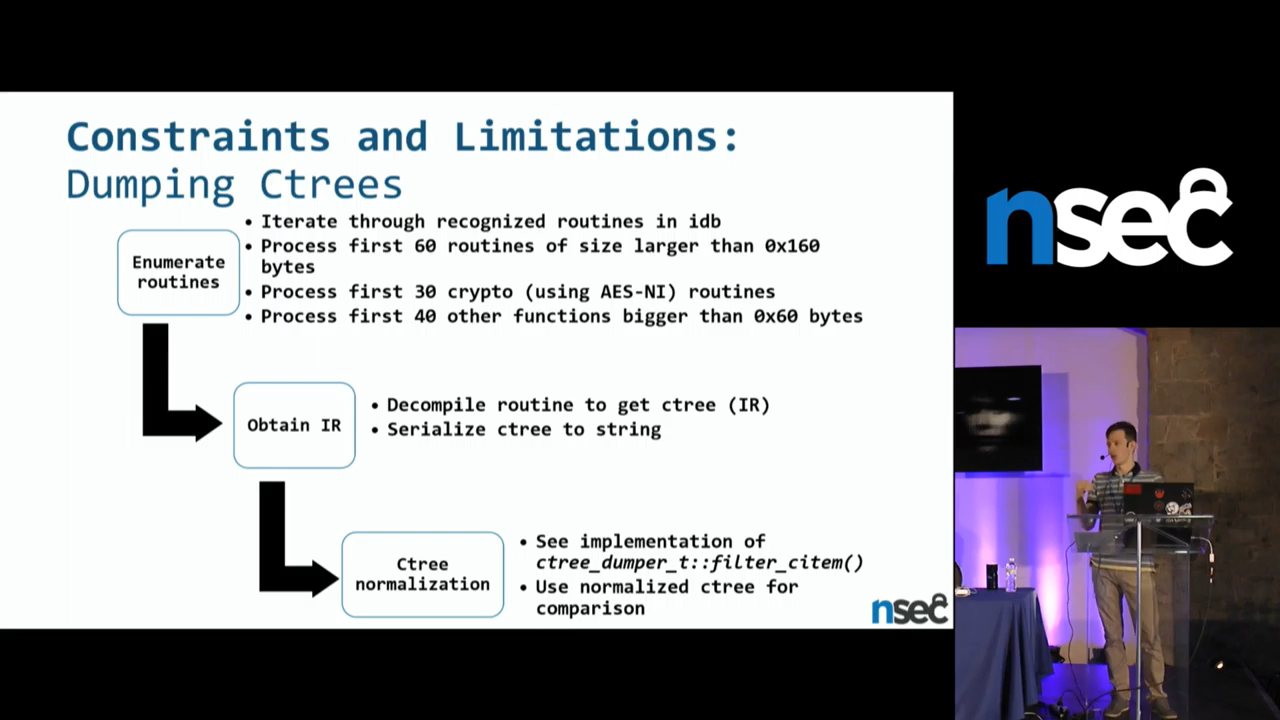 Constraints and Limitations:
Dumping Ctrees
Enumerate
routines
• Iterate through recognized routines in idb
• Process first 60 routines of size larger than 0x160
bytes
• Process first 30 crypto (using AES-NI) routines
• Process first 40 other functions bigger than 0x60 bytes
Obtain IR
• Decompile routine to get ctree (IR)
• Serialize ctree to string
Ctree
normalization
• See implementation of
ctree_dumper_t::filter_citem()
• Use normalized ctree for
comparison
nsec
nsec